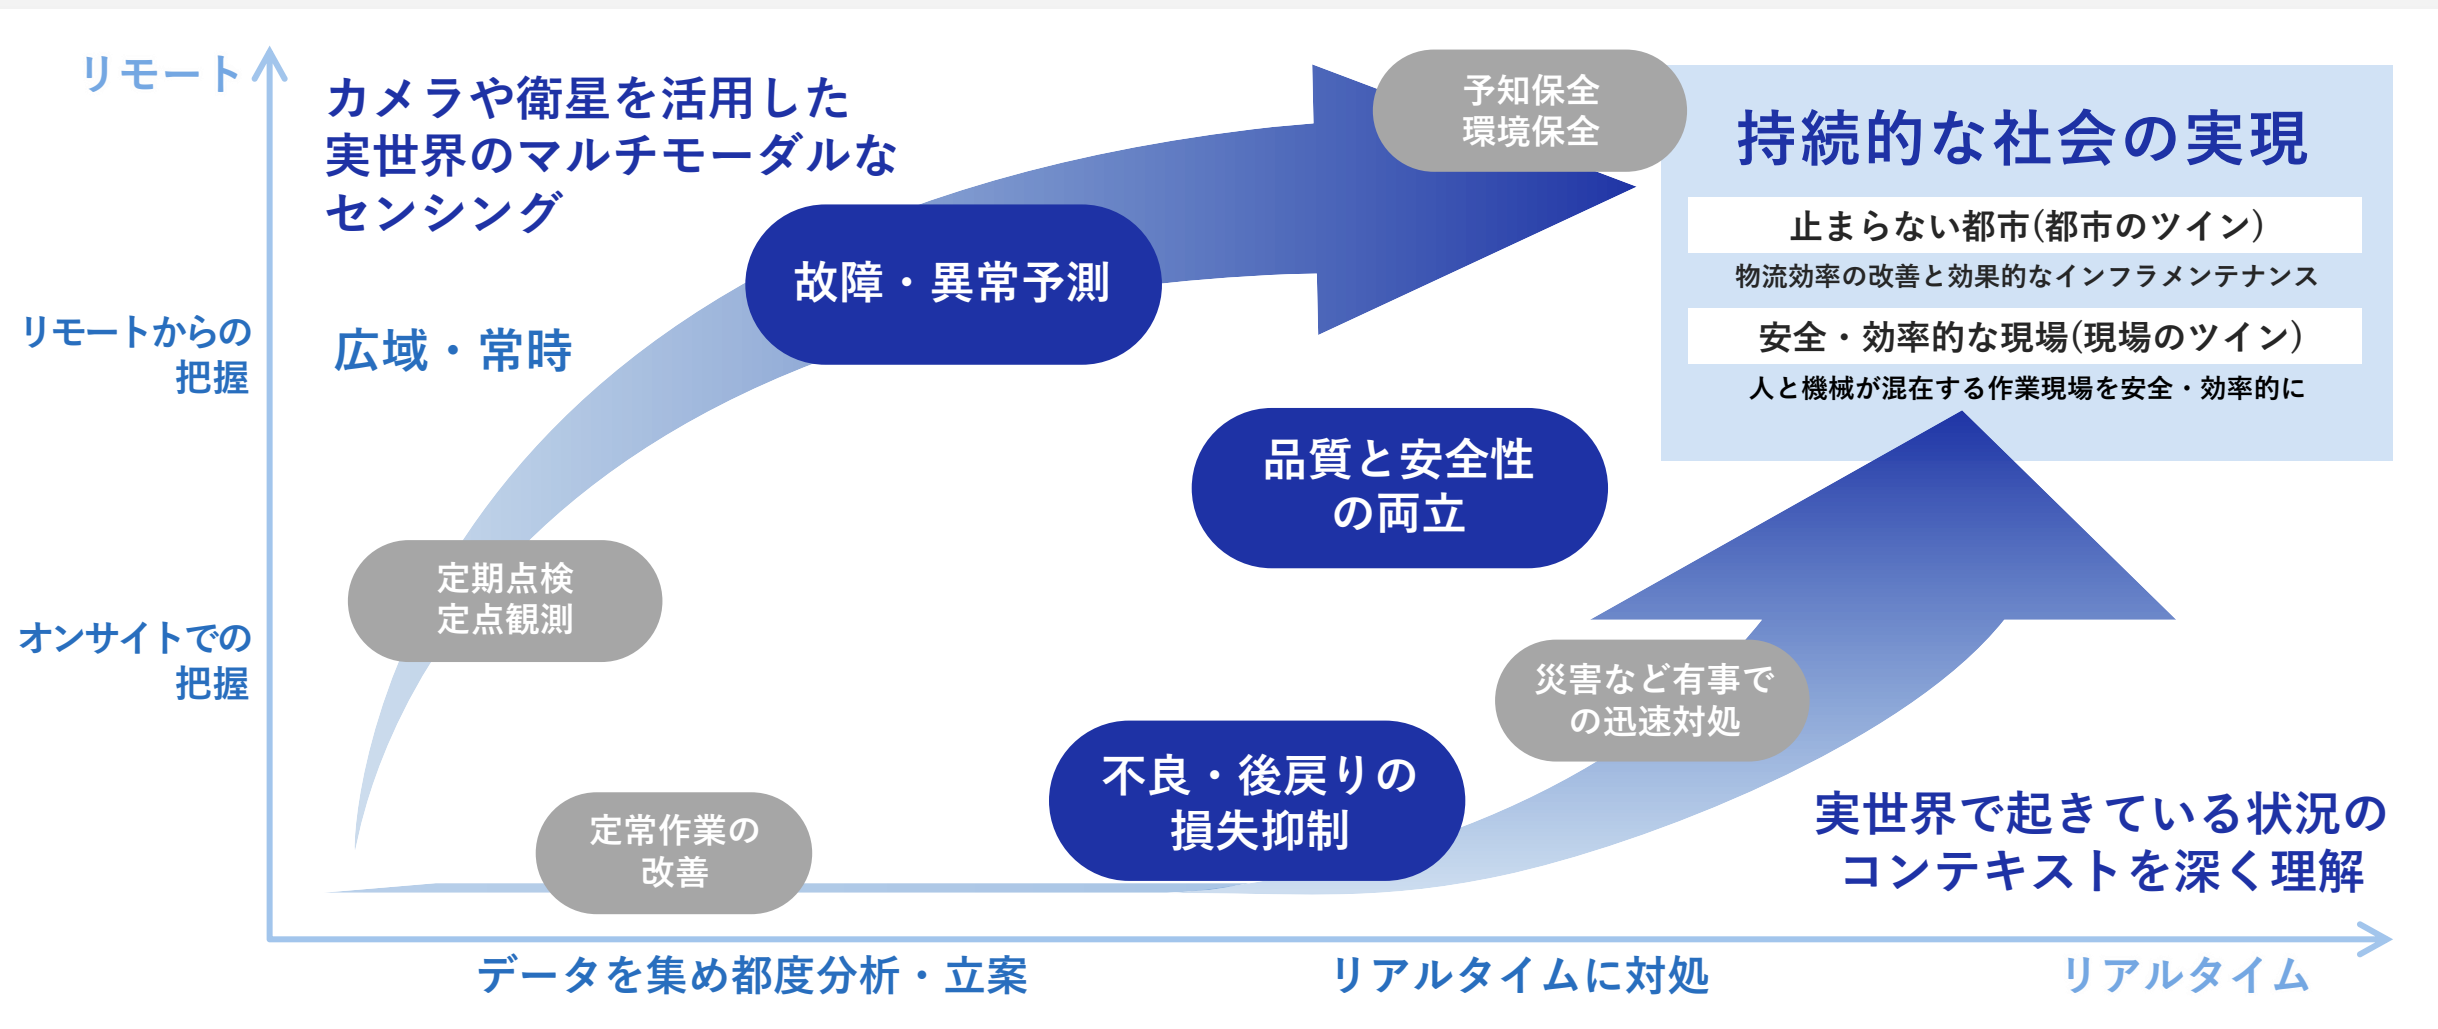 リモート
カメラや衛星を活用した
実世界のマルチモーダルな
センシング
予知保全
環境保全
持続的な社会の実現
止まらない都市(都市のツイン)
物流効率の改善と効果的なインフラメンテナンス
安全・効率的な現場(現場のツイン)
人と機械が混在する作業現場を安全・効率的に
故障・異常予測
リモートからの
把握
広域・常時
品質と安全性
の両立
定期点検
定点観測
オンサイトでの
把握
災害など有事で
の迅速対処
不良・後戻りの
損失抑制
定常作業の
改善
実世界で起きている状況の
コンテキストを深く理解
データを集め都度分析・立案
リアルタイムに対処
リアルタイム